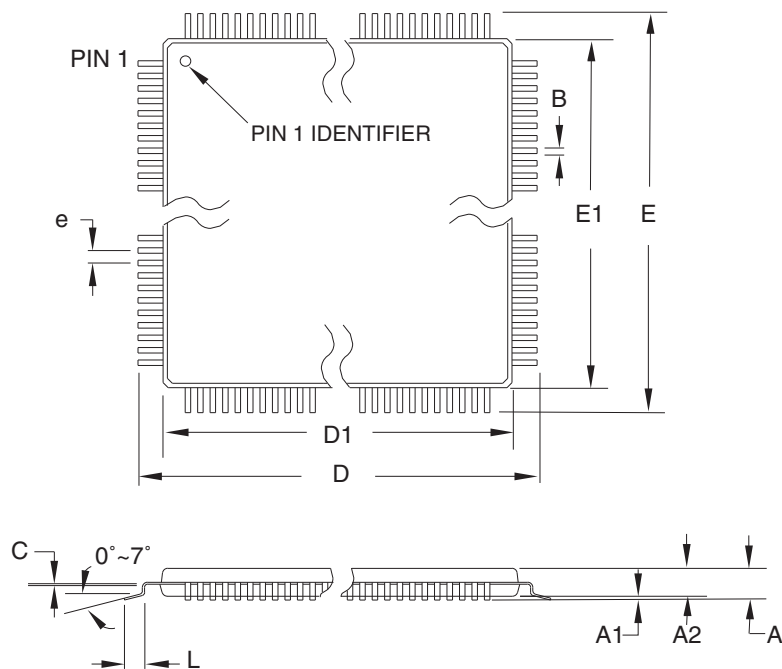 PIN 1
B
PIN 1 IDENTIFIER
e
E1
E
D1
D
C
0°~7°
A1
A2
A
L